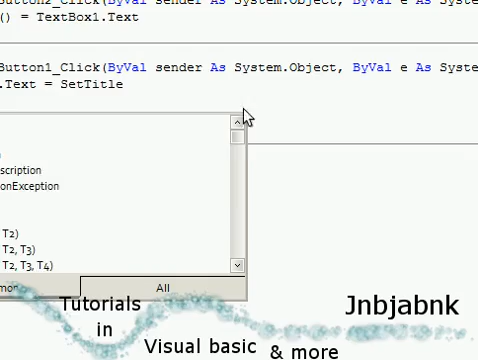 Button2_Click(ByVal sender As System.Object, ByVal e As Syste
() = TextBox1.Text
Button1_Click(ByVal sender As System.Object, ByVal e As Syste
.Text = SetTitle
scription
onException
T2)
T2, T3)
T2, T3, T4)
mon
All
Tutorials
in
Visual basic
& more
Jnbjabnk